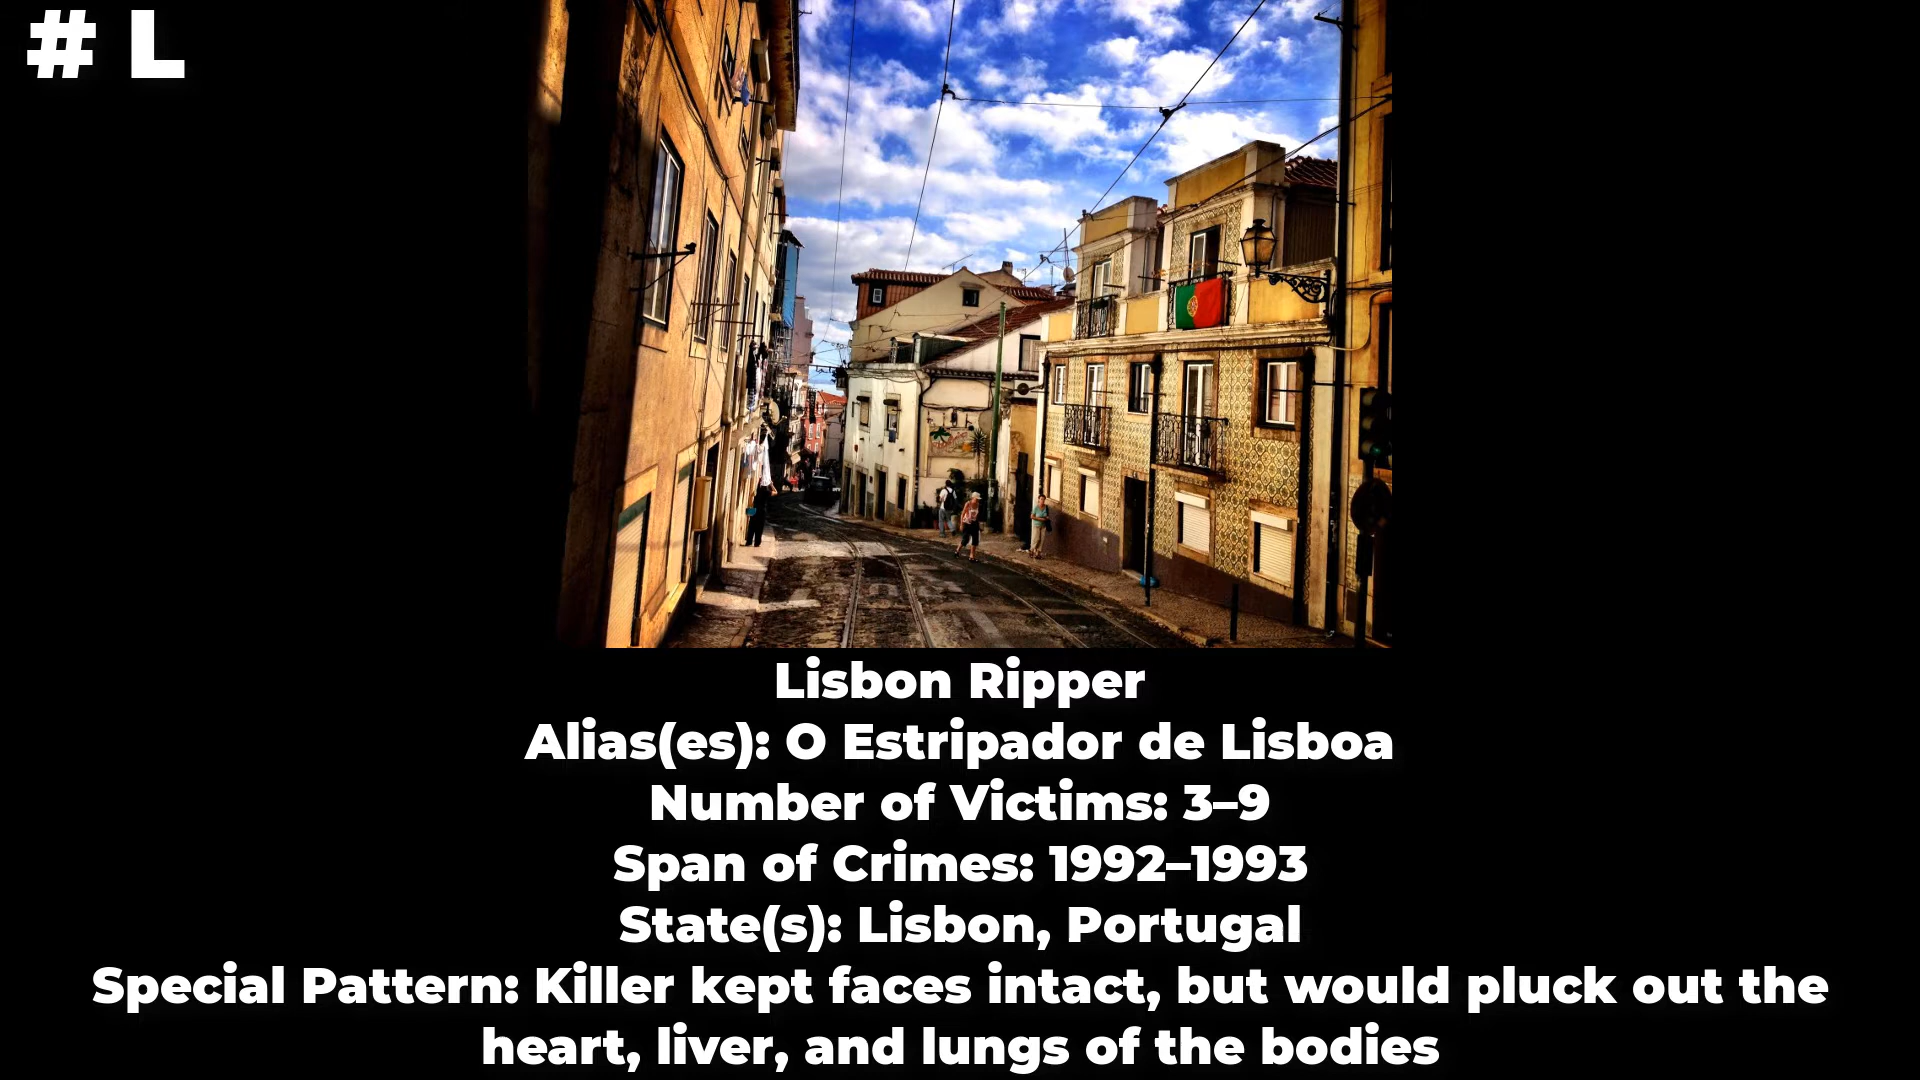 # L
Lisbon Ripper
Alias(es): O Estripador de Lisboa
Number of Victims: 3–9
Span of Crimes: 1992–1993
State(s): Lisbon, Portugal
Special Pattern: Killer kept faces intact, but would pluck out the
heart, liver, and lungs of the bodies